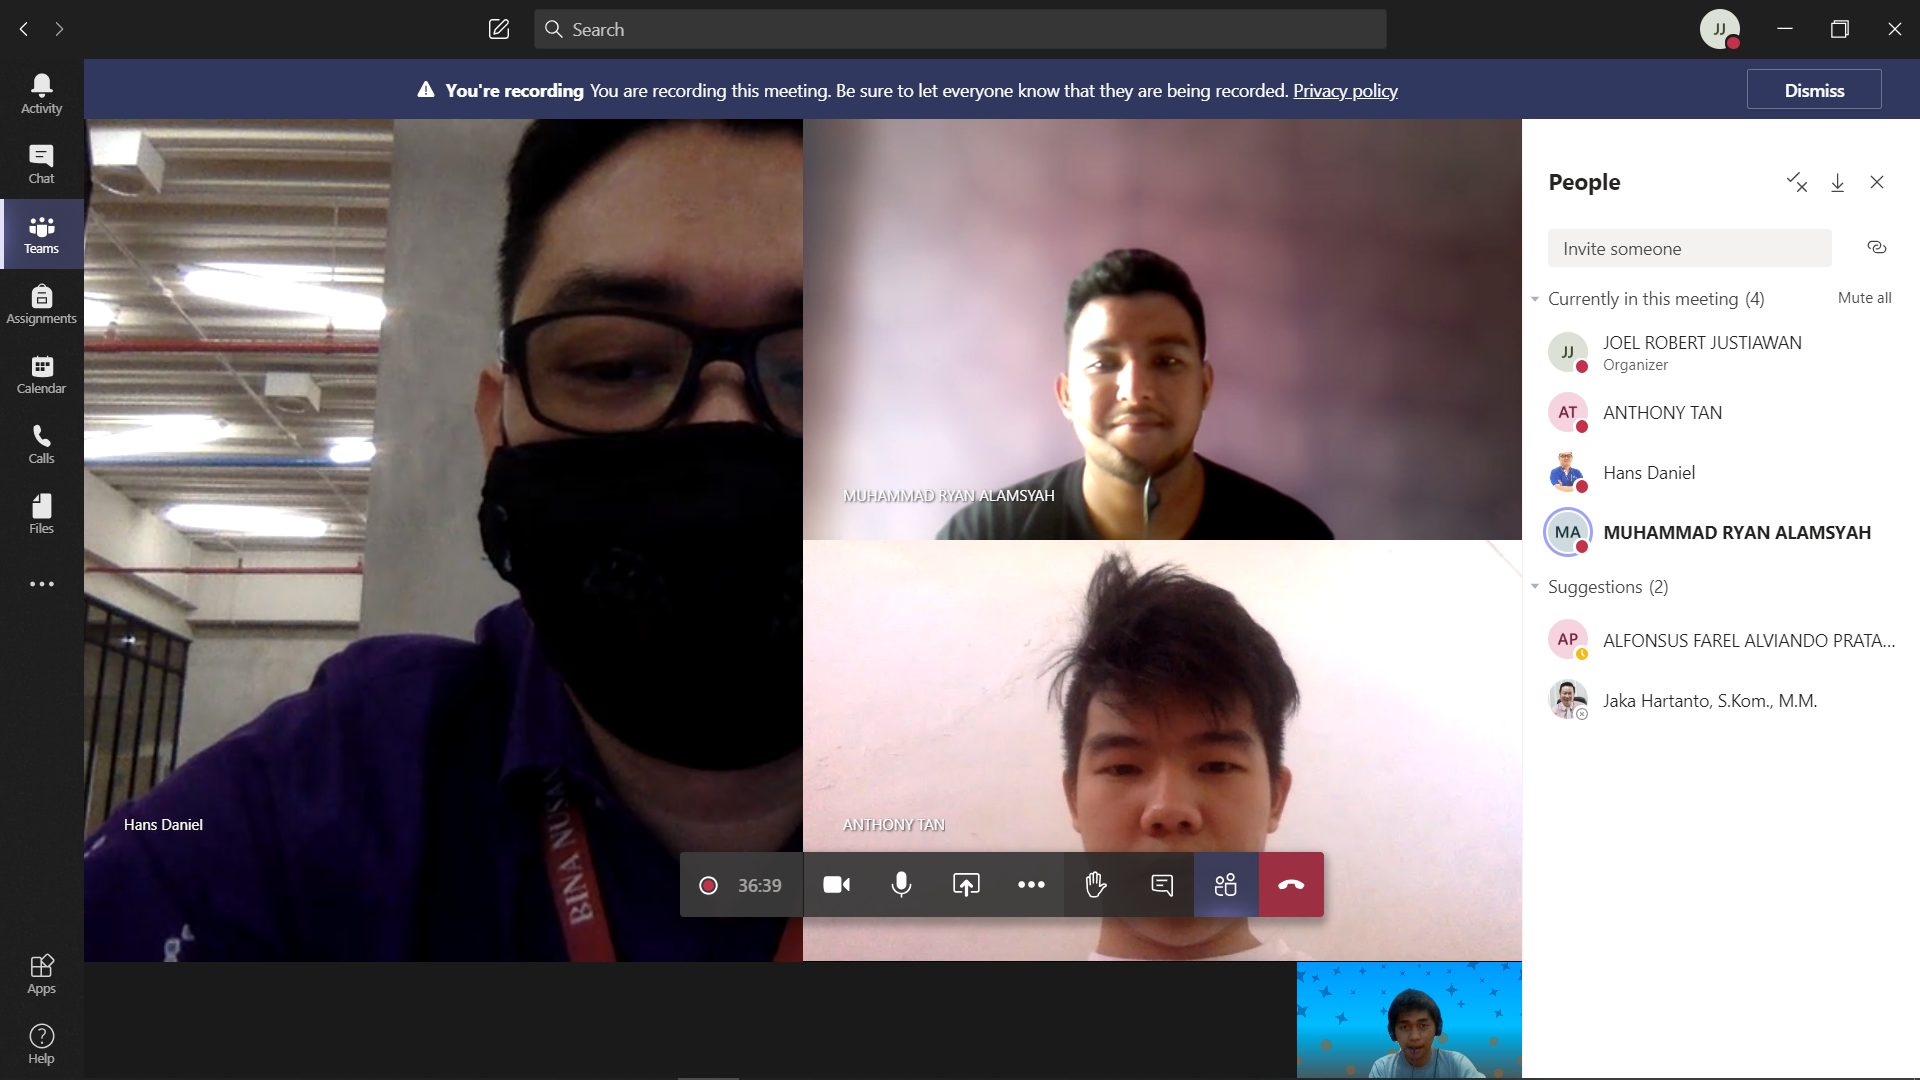 Search
JJ
Activity
Chat
Teams
Assignments
Calendar
Calls
Files
Apps
Help
You're recording You are recording this meeting. Be sure to let everyone know that they are being recorded. Privacy policy
Dismiss
Hans Daniel
BINA NUSAN
MUHAMMAD RYAN ALAMSYAH
ANTHONY TAN
36:39
People
Invite someone
Currently in this meeting (4)
Mute all
JJ
JOEL ROBERT JUSTIAWAN
Organizer
AT
ANTHONY TAN
Hans Daniel
MA
MUHAMMAD RYAN ALAMSYAH
Suggestions (2)
AP
ALFONSUS FAREL ALVIANDO PRATA...
Jaka Hartanto, S.Kom., M.M.